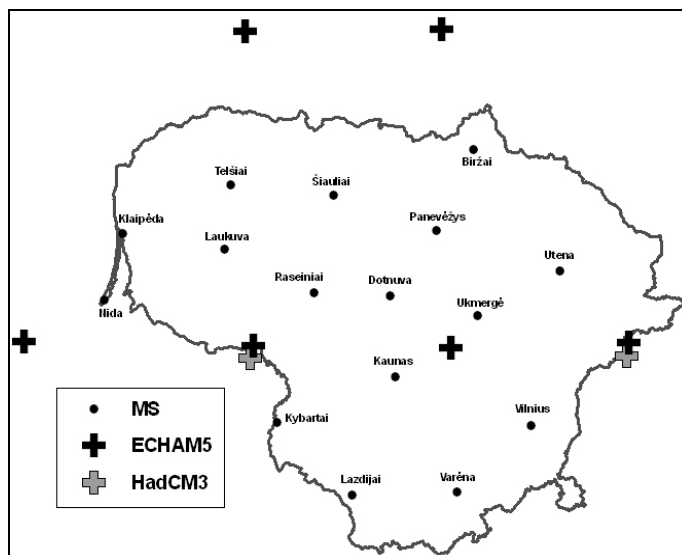 Biržai
Telšiai
Šiauliai
Klaipėda
Panevėžys
Laukuva
Utena
Raseiniai
Dotnuva
Ukmergė
Nida
Kaunas
MS
Kybartai
Vilnius
ECHAM5
HadCM3
Lazdijai
Varėna